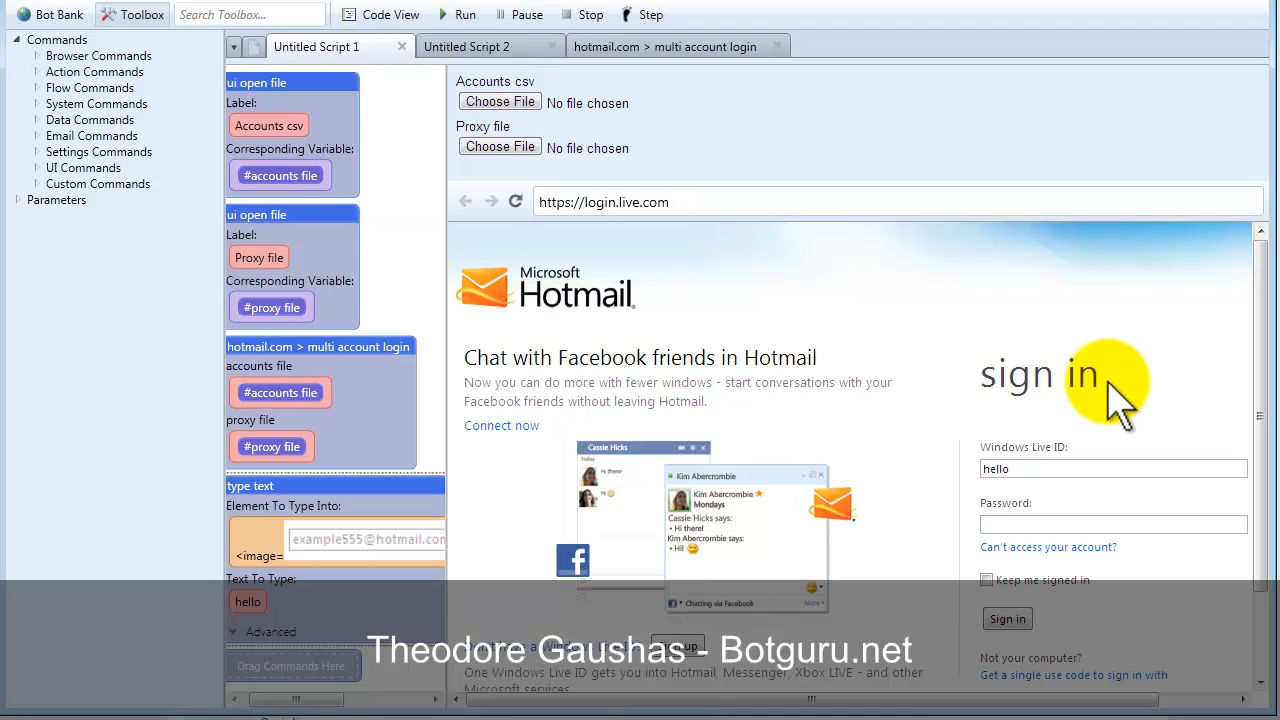 Bot Bank
Toolbox
Search Toolbox...
Code View
Run
Pause
Stop
Step
Commands
Browser Commands
Action Commands
Flow Commands
System Commands
Data Commands
Email Commands
Settings Commands
UI Commands
Custom Commands
Parameters
Untitled Script 1
Untitled Script 2
hotmail.com > multi account login
ui open file
Label:
Accounts csv
Corresponding Variable:
#accounts file
ui open file
Label:
Proxy file
Corresponding Variable:
#proxy file
hotmail.com > multi account login
accounts file
#accounts file
proxy file
#proxy file
type text
Element To Type Into:
example555@hotmail.com
<image=
Text To Type:
hello
Advanced
Drag Commands Here
Accounts csv
Choose File No file chosen
Proxy file
Choose File No file chosen
https://login.live.com
Microsoft
Hotmail
Chat with Facebook friends in Hotmail
Now you can do more with fewer windows - start conversations with your
Facebook friends without leaving Hotmail.
Connect now
Cassie Hicks
Today
Hi there!
Hi
Kim Abercrombie
Kim Abercrombie
Mondays
Cassie Hicks says:
• Hi there!
Kim Abercrombie says:
• Hi!
Chatting via Facebook
More
One Windows Live ID gets you into Hotmail, Messenger, Xbox LIVE - and other
Microsoft services.
sign in
Windows Live ID:
hello
Password:
Can't access your account?
Keep me signed in
Sign in
Not your computer?
Get a single use code to sign in with
Theodore Gaushas - Botguru.net